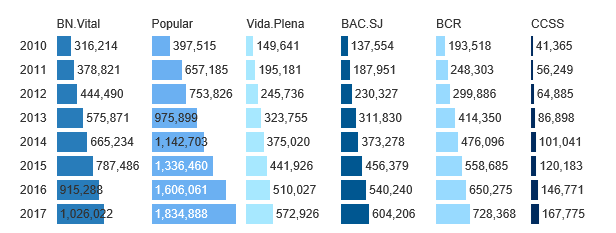 BN.Vital Popular Vida.Plena BAC.SJ BCR CCSS
2010 316,214 397,515 149,641 137,554 193,518 41,365
2011 378,821 657,185 195,181 187,951 248,303 56,249
2012 444,490 753,826 245,736 230,327 299,886 64,885
2013 575,871 975,899 323,755 311,830 414,350 86,898
2014 665,234 1,142,703 375,020 373,278 476,096 101,041
2015 787,486 1,336,460 441,926 456,379 558,685 120,183
2016 915,283 1,606,061 510,027 540,240 650,275 146,771
2017 1,026,022 1,834,888 572,926 604,206 728,368 167,775